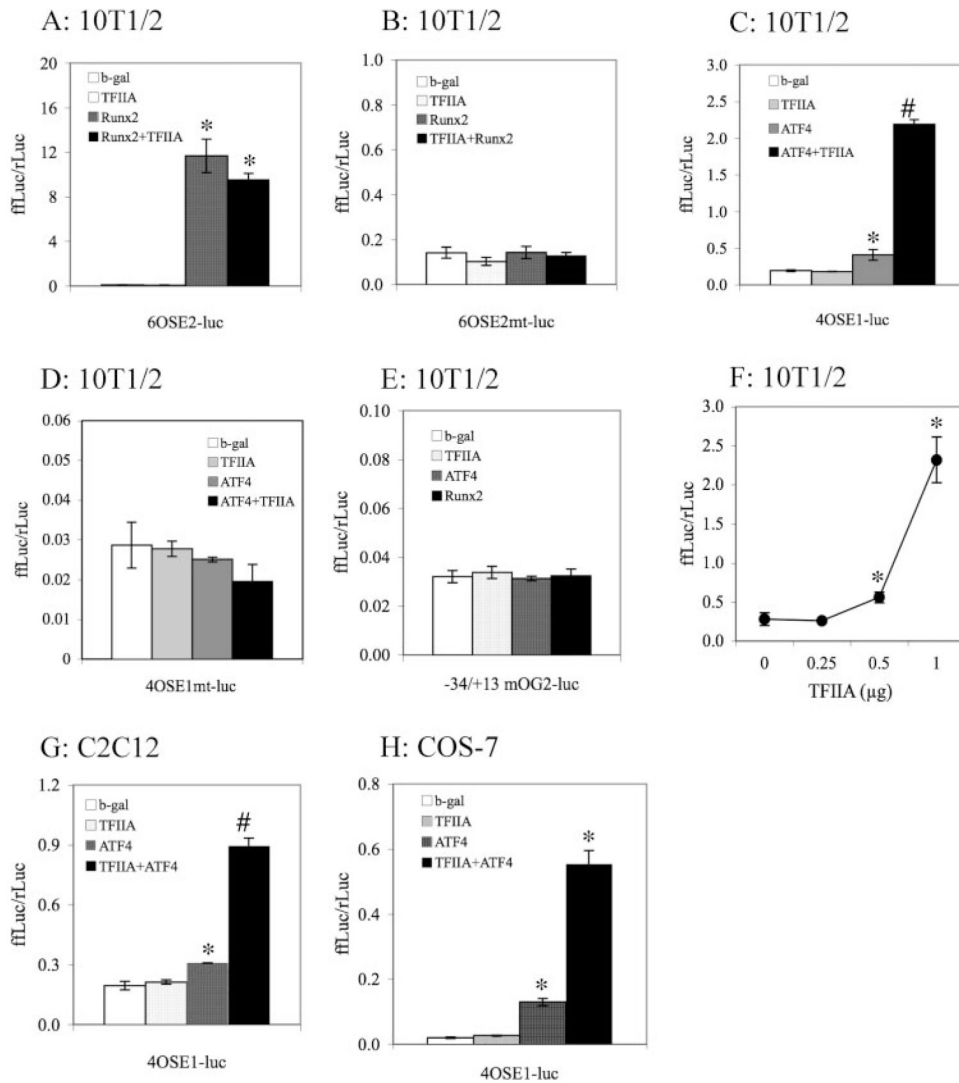 A: 10T1/2
20
16
12
8
4
0
ffLuc/rLuc
b-gal
TFIIA
Runx2
Runx2+TFIIA
*
*
6OSE2-luc
B: 10T1/2
1.0
0.8
0.6
0.4
0.2
0.0
ffLuc/rLuc
b-gal
TFIIA
Runx2
TFIIA+Runx2
6OSE2mt-luc
C: 10T1/2
3.0
2.5
2.0
1.5
1.0
0.5
0.0
ffLuc/rLuc
b-gal
TFIIA
ATF4
ATF4+TFIIA
*
#
4OSE1-luc
D: 10T1/2
0.06
0.05
0.04
0.03
0.02
0.01
0
ffLuc/rLuc
b-gal
TFIIA
ATF4
ATF4+TFIIA
4OSE1mt-luc
E: 10T1/2
0.10
0.08
0.06
0.04
0.02
0.00
ffLuc/rLuc
b-gal
TFIIA
ATF4
Runx2
-34/+13 mOG2-luc
F: 10T1/2
3.0
2.5
2.0
1.5
1.0
0.5
0.0
ffLuc/rLuc
*
*
0 0.25 0.5 1
TFIIA (µg)
G: C2C12
1.2
0.9
0.6
0.3
0.0
ffLuc/rLuc
b-gal
TFIIA
ATF4
TFIIA+ATF4
*
#
4OSE1-luc
H: COS-7
0.8
0.6
0.4
0.2
0.0
ffLuc/rLuc
b-gal
TFIIA
ATF4
TFIIA+ATF4
*
*
4OSE1-luc